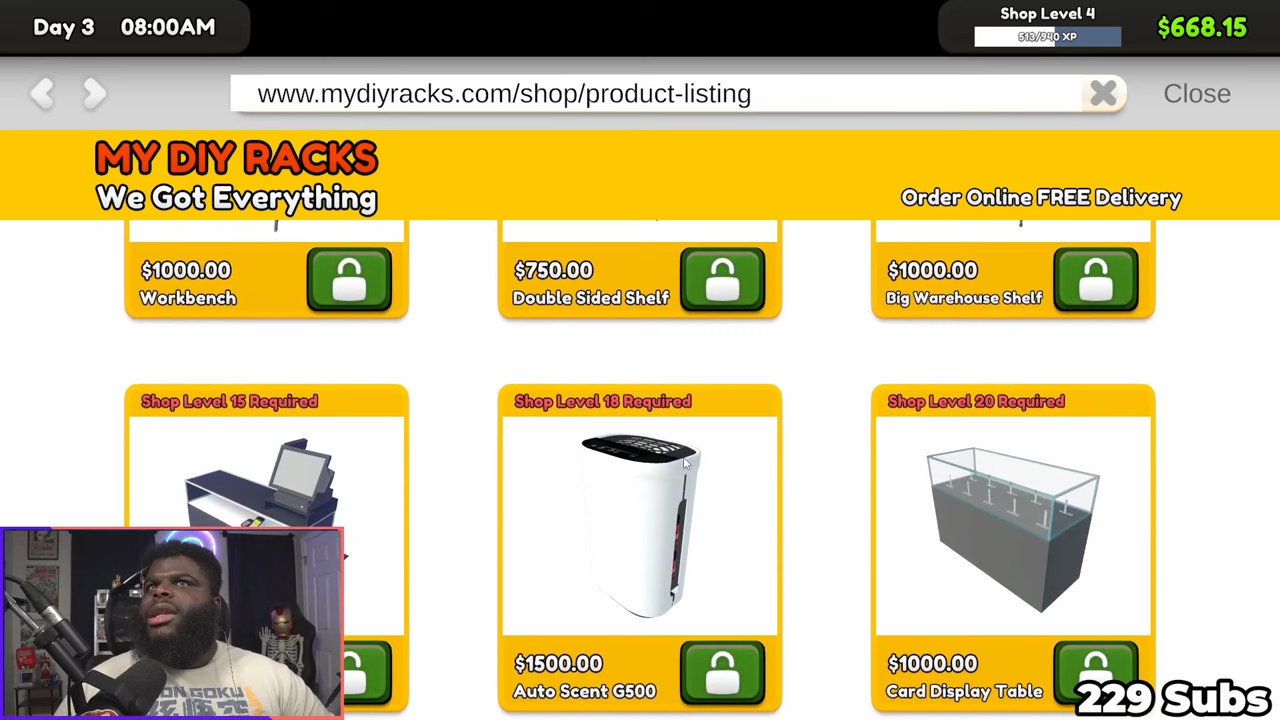 Day 3 08:00AM
Shop Level 4
513/940 XP
$668.15
www.mydiyracks.com/shop/product-listing
Close
MY DIY RACKS
We Got Everything
Order Online FREE Delivery
$1000.00
Workbench
$750.00
Double Sided Shelf
$1000.00
Big Warehouse Shelf
Shop Level 15 Required
Shop Level 18 Required
Shop Level 20 Required
$1500.00
Auto Scent G500
$1000.00
Card Display Table
229 Subs